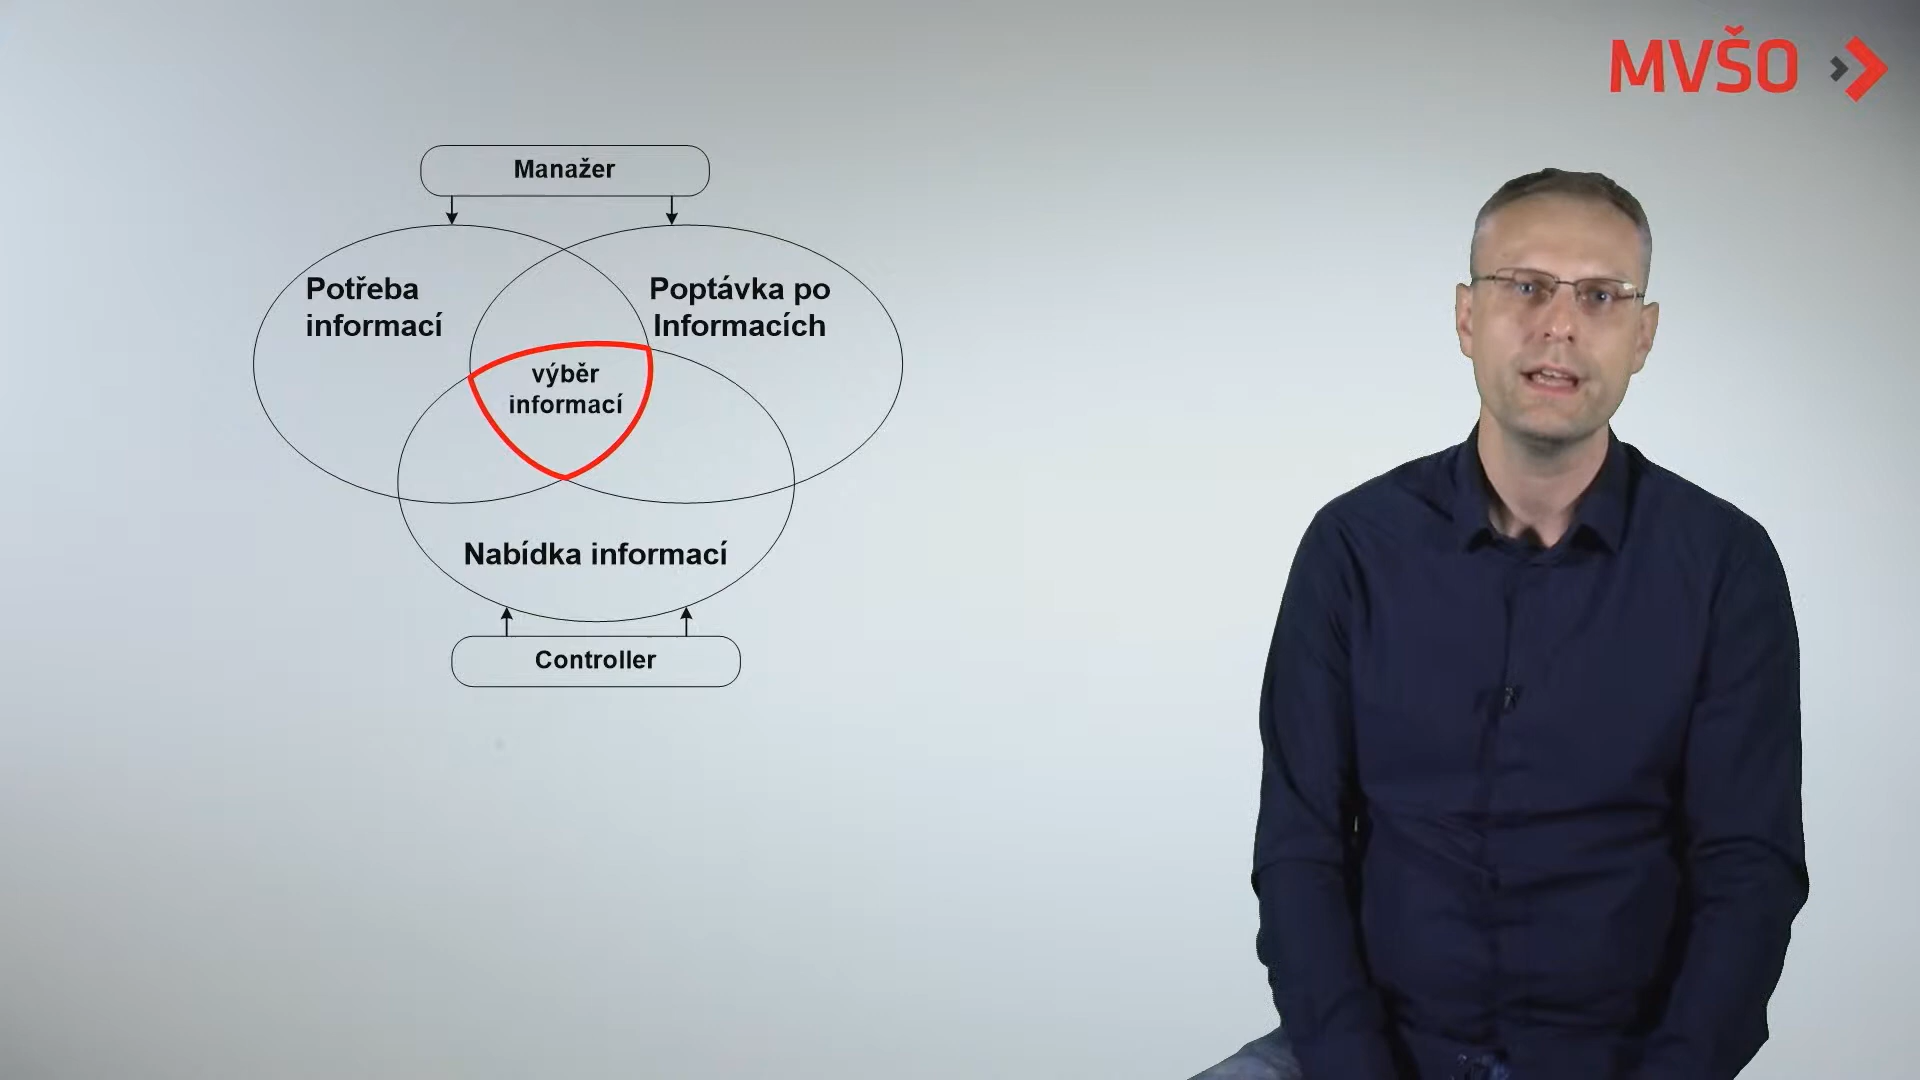 MVŠO
Manažer
Potřeba
informací
Poptávka po
Informacích
výběr
informací
Nabídka informací
Controller